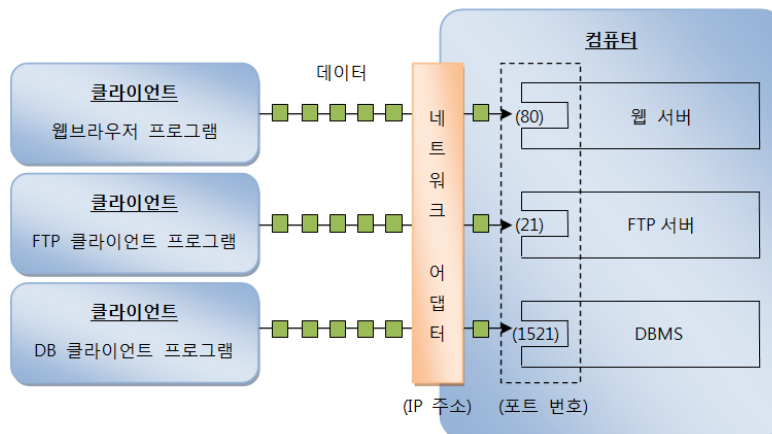 컴퓨터
클라이언트
웹브라우저 프로그램
데이터
네트워크 어댑터
(80)
웹 서버
클라이언트
FTP 클라이언트 프로그램
(21)
FTP 서버
클라이언트
DB 클라이언트 프로그램
(1521)
DBMS
(IP 주소)
(포트 번호)